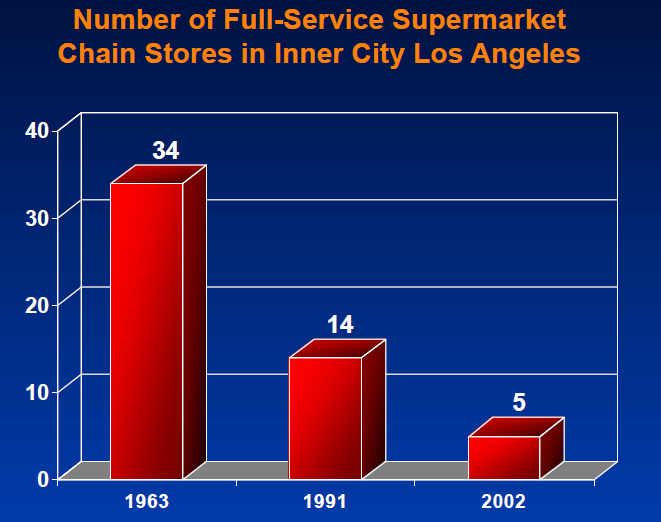 Number of Full-Service Supermarket
Chain Stores in Inner City Los Angeles
40
34
30
20
14
10
5
0
1963 1991 2002